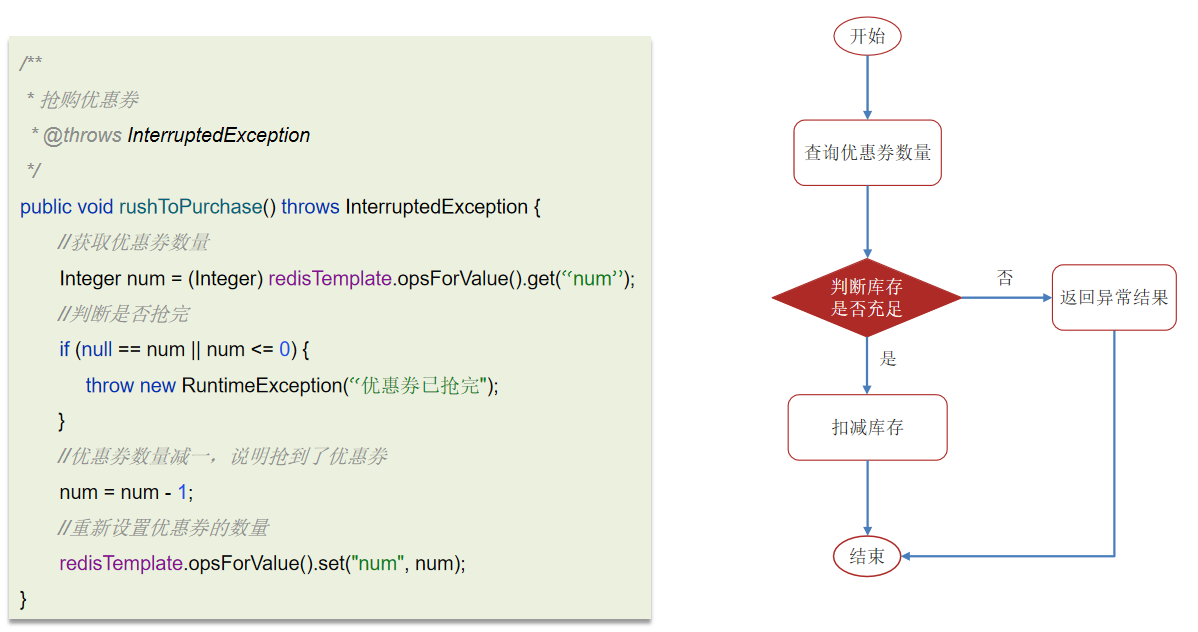 /**
* 抢购优惠券
* @throws InterruptedException
*/
public void rushToPurchase() throws InterruptedException {
//获取优惠券数量
Integer num = (Integer) redisTemplate.opsForValue().get(“num”);
//判断是否抢完
if (null == num || num <= 0) {
throw new RuntimeException(“优惠券已抢完");
}
//优惠券数量减一，说明抢到了优惠券
num = num - 1;
//重新设置优惠券的数量
redisTemplate.opsForValue().set("num", num);
}
开始
查询优惠券数量
判断库存
是否充足
否
返回异常结果
是
扣减库存
结束